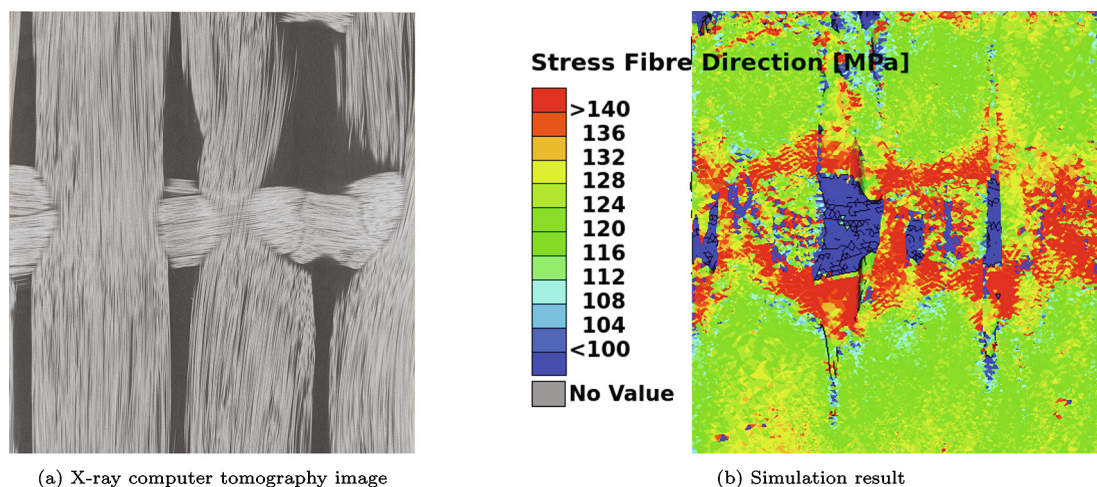 Stress Fibre Direction [MPa]
>140
136
132
128
124
120
116
112
108
104
<100
No Value
(a) X-ray computer tomography image
(b) Simulation result